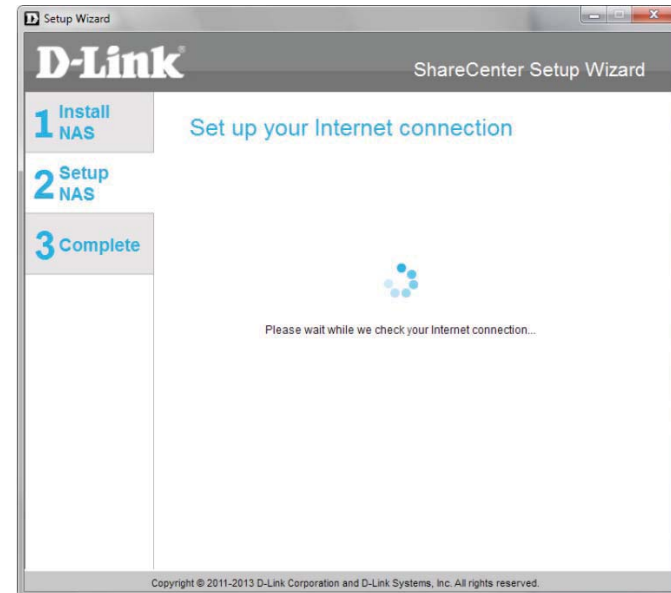 Setup Wizard
D-Link®
ShareCenter Setup Wizard
1 Install
NAS
Set up your Internet connection
2 Setup
NAS
3 Complete
Please wait while we check your Internet connection...
Copyright © 2011-2013 D-Link Corporation and D-Link Systems, Inc. All rights reserved.